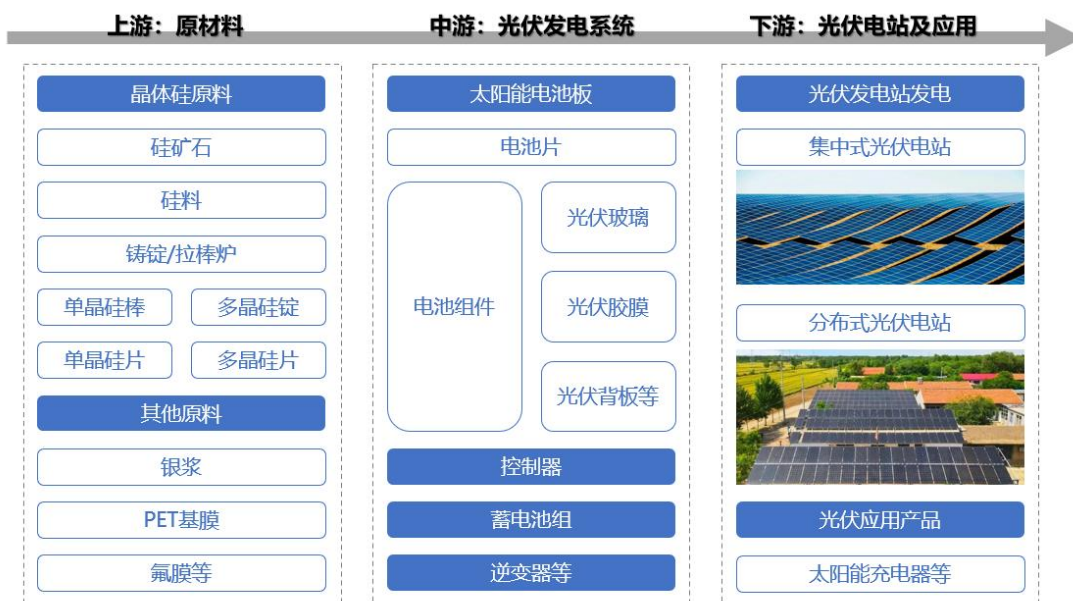 上游：原材料
中游：光伏发电系统
下游：光伏电站及应用
晶体硅原料
硅矿石
硅料
铸锭/拉棒炉
单晶硅棒
多晶硅锭
单晶硅片
多晶硅片
其他原料
银浆
PET基膜
氟膜等
太阳能电池板
电池片
电池组件
光伏玻璃
光伏胶膜
光伏背板等
控制器
蓄电池组
逆变器等
光伏发电站发电
集中式光伏电站
分布式光伏电站
光伏应用产品
太阳能充电器等